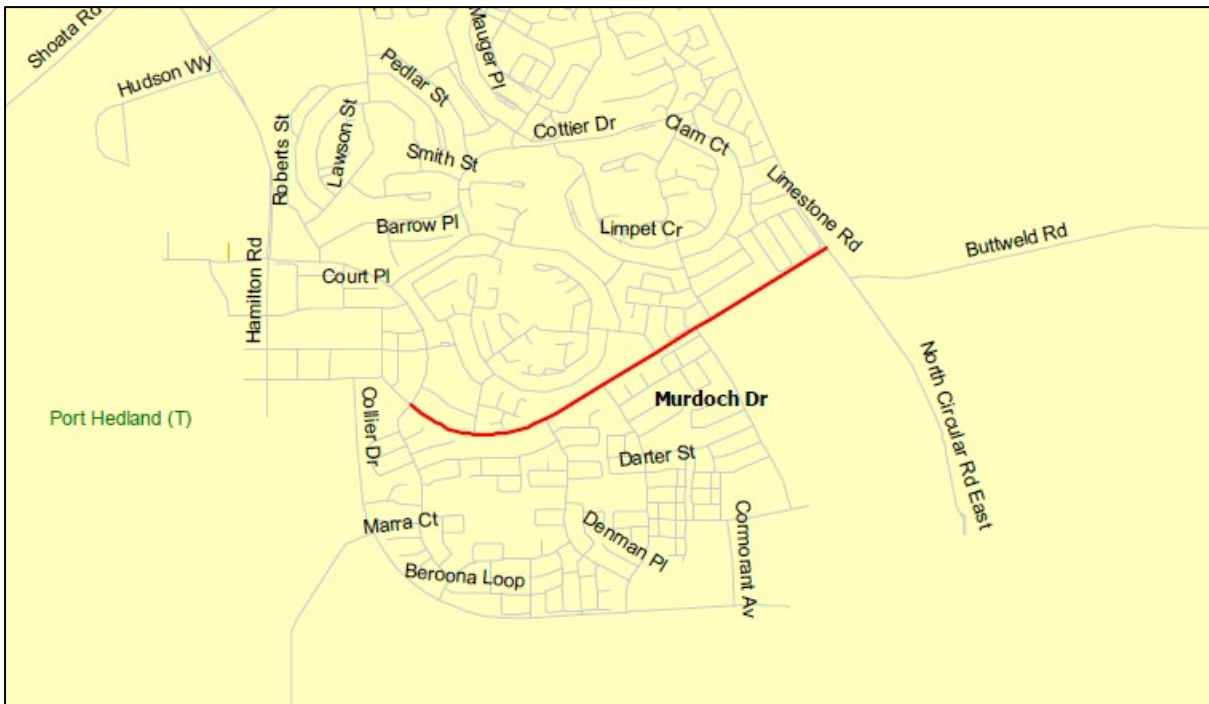 Shoata Rd
Hudson Wy
Mauger Pl
Pedlar St
Cottier Dr
Clam Ct
Lawson St
Roberts St
Smith St
Limestone Rd
Barrow Pl
Limpet Cr
Buttweld Rd
Hamilton Rd
Court Pl
North Circular Rd East
Murdoch Dr
Port Hedland (T)
Collier Dr
Darter St
Marra Ct
Denman Pl
Cormorant Av
Beroona Loop